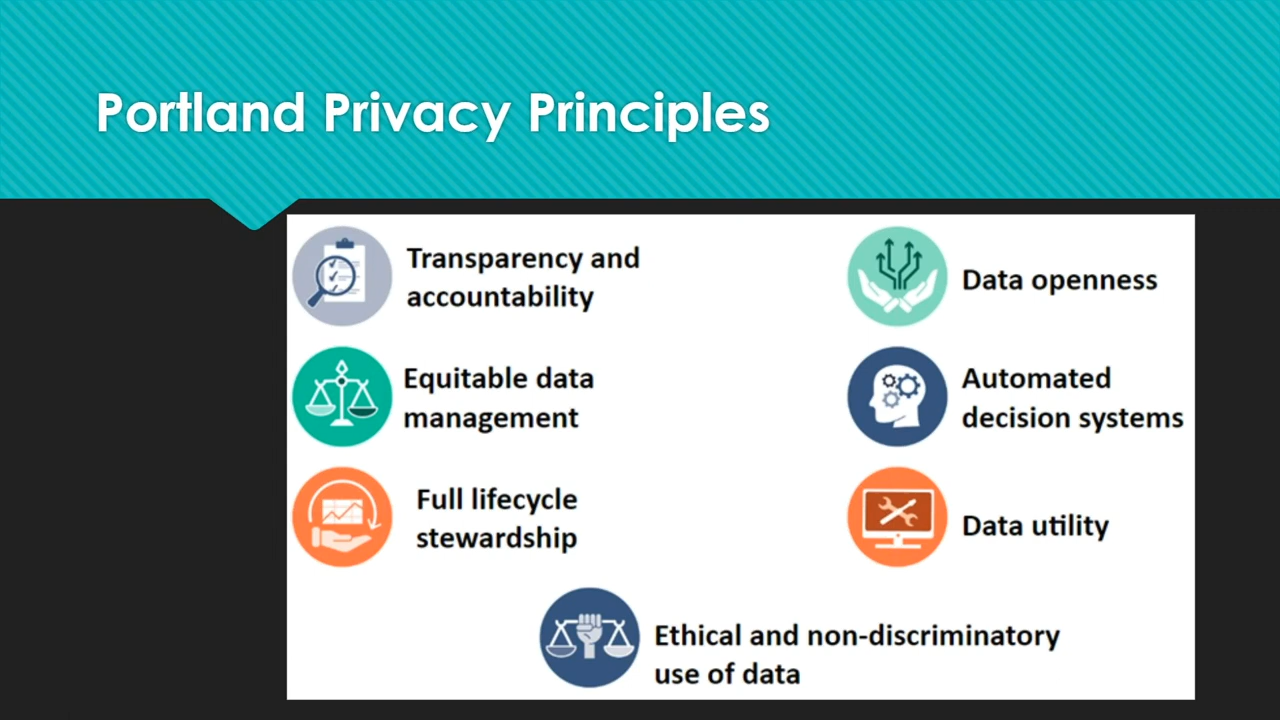 Portland Privacy Principles
Transparency and
accountability
Data openness
Equitable data
management
Automated
decision systems
Full lifecycle
stewardship
Data utility
Ethical and non-discriminatory
use of data